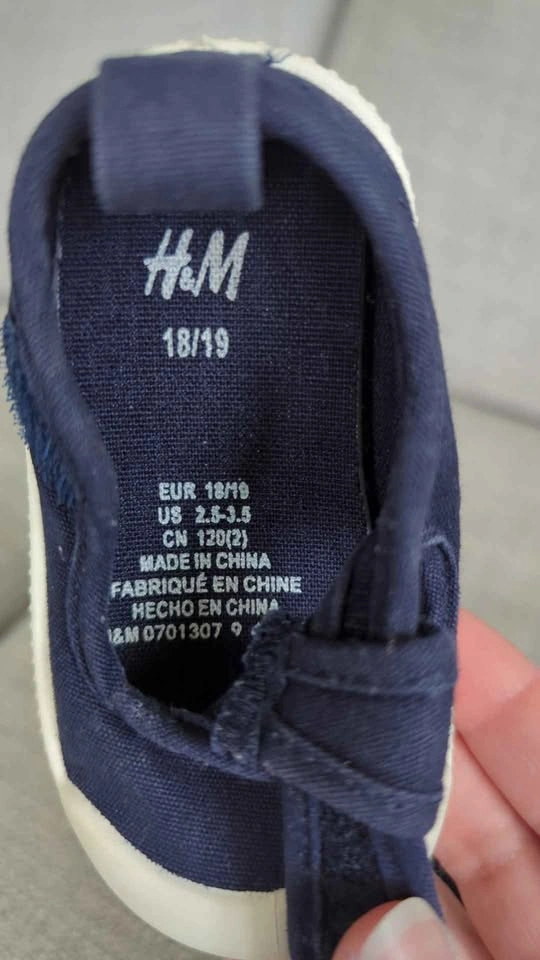 H&M
18/19
EUR 18/19
US 2.5-3.5
CN 120(2)
MADE IN CHINA
FABRIQUÉ EN CHINE
HECHO EN CHINA
H&M 0701307 9